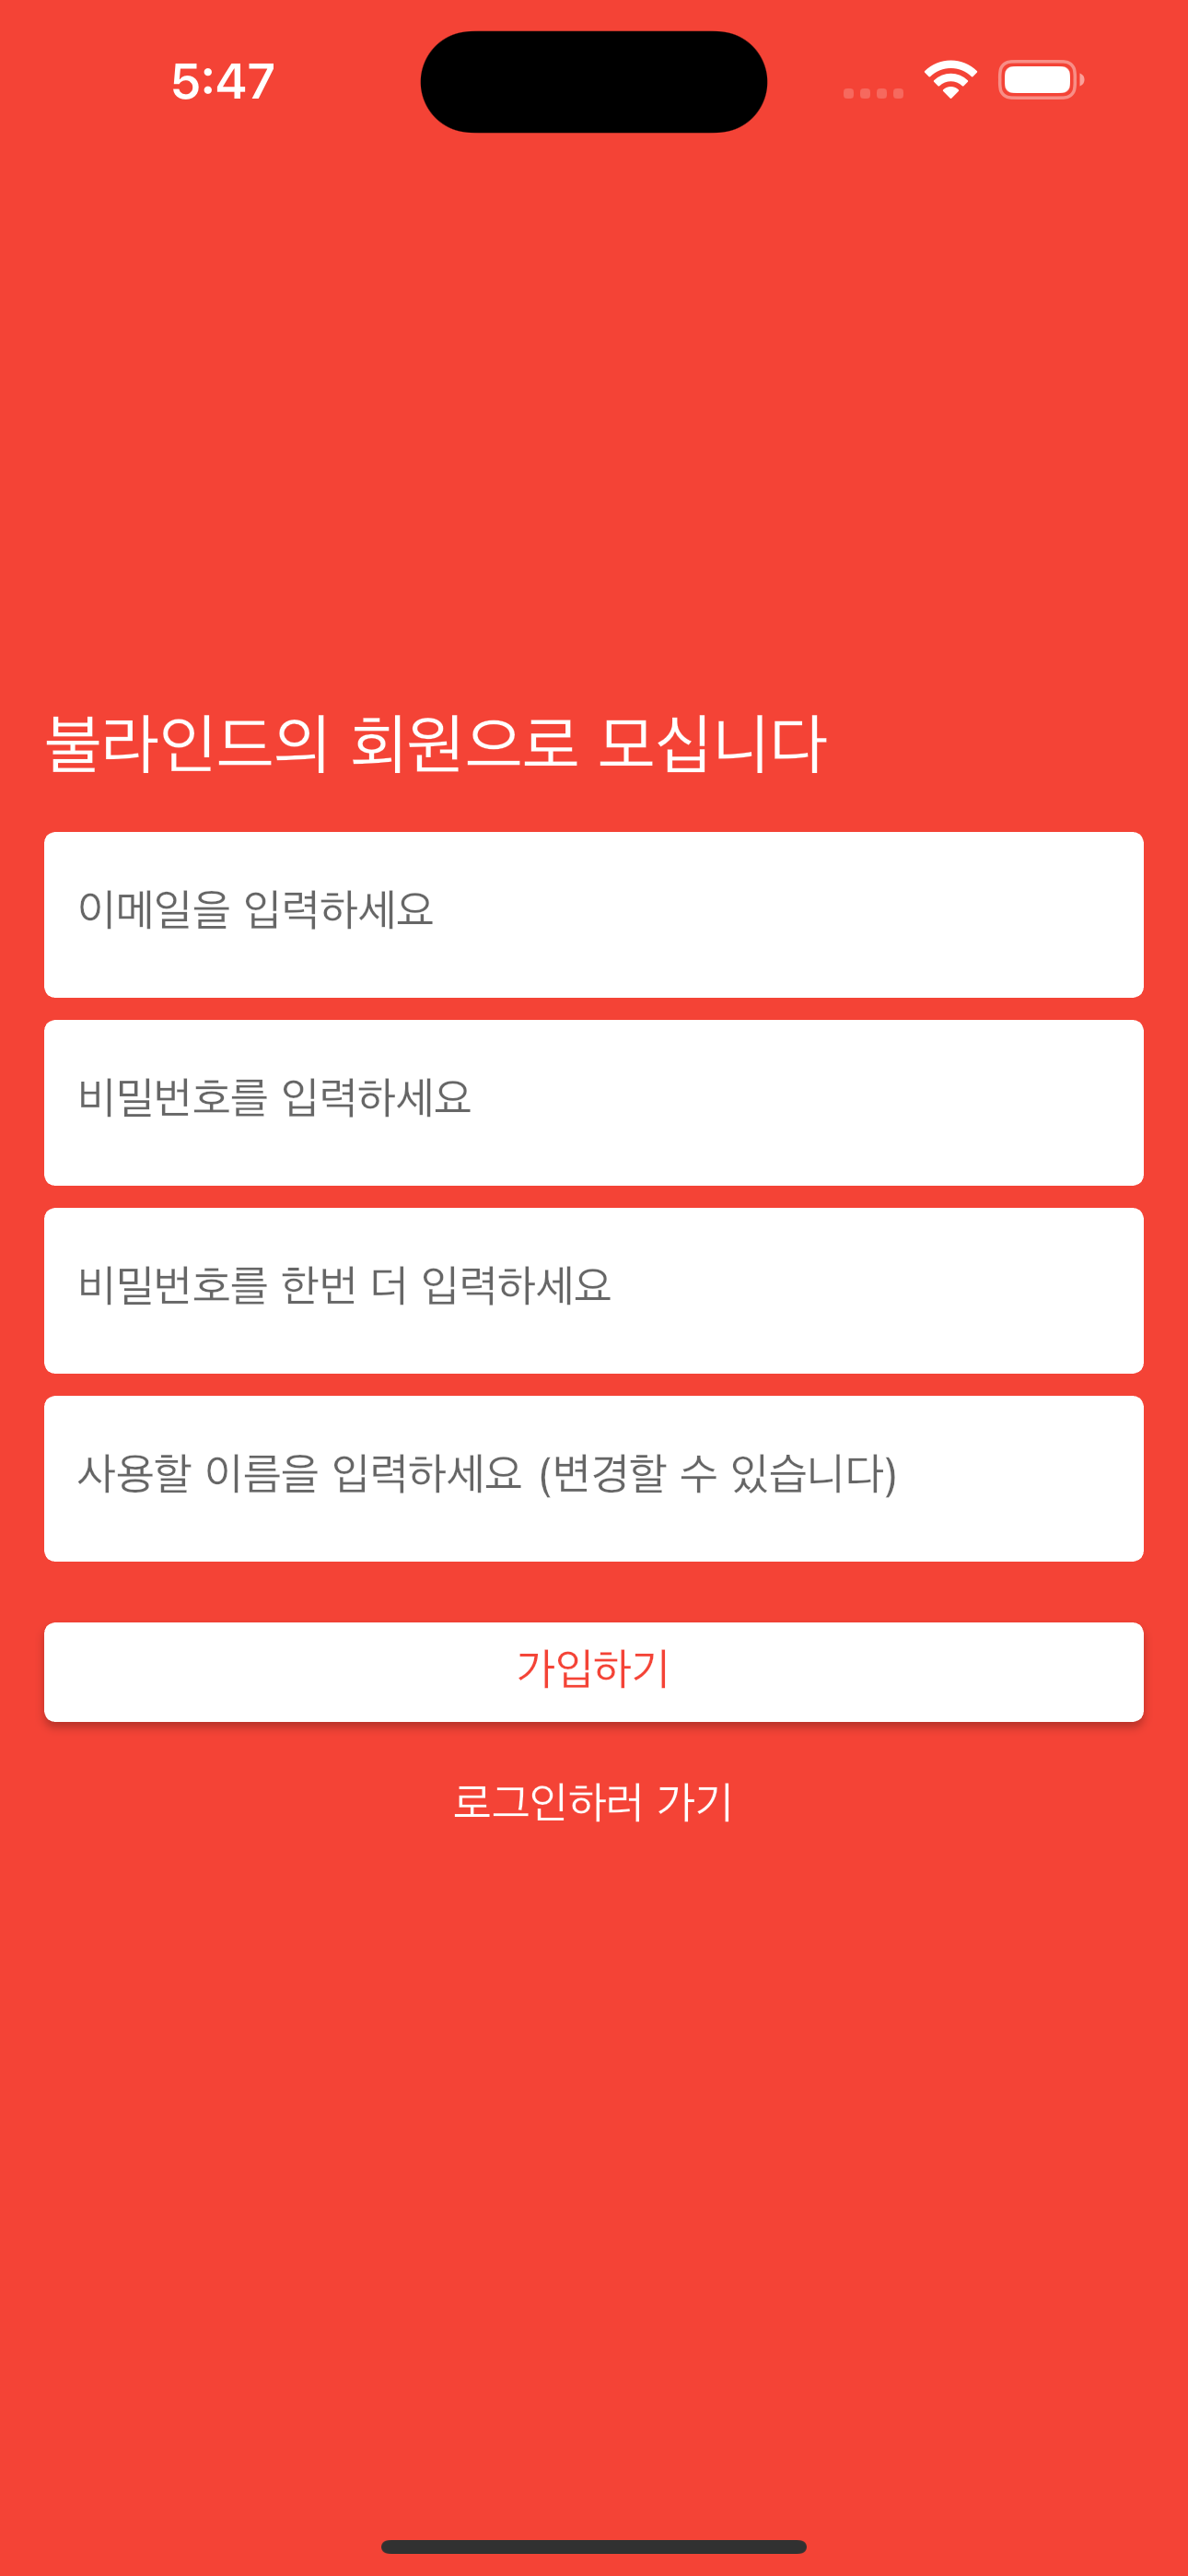 5:47
불라인드의 회원으로 모십니다
이메일을 입력하세요
비밀번호를 입력하세요
비밀번호를 한번 더 입력하세요
사용할 이름을 입력하세요 (변경할 수 있습니다)
가입하기
로그인하러 가기